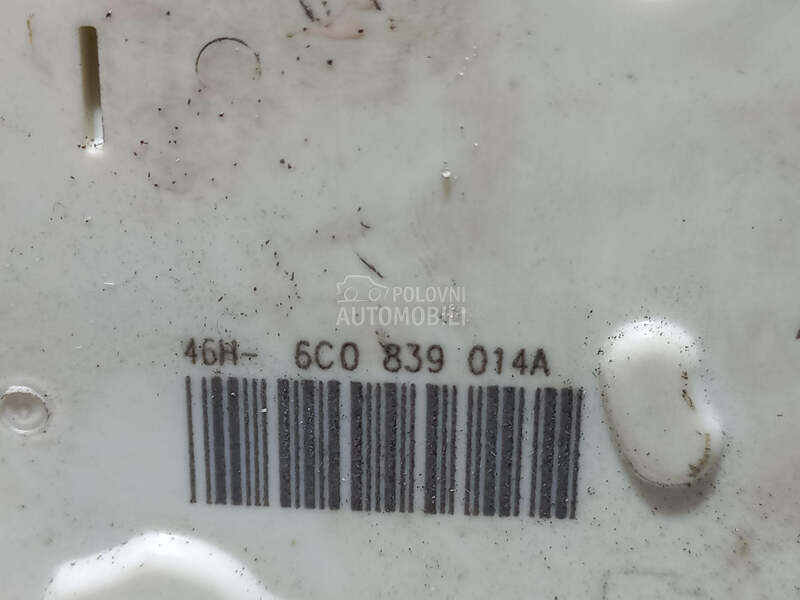 POLOVNI
AUTOMOBILI
46H- 6C0 839 014A